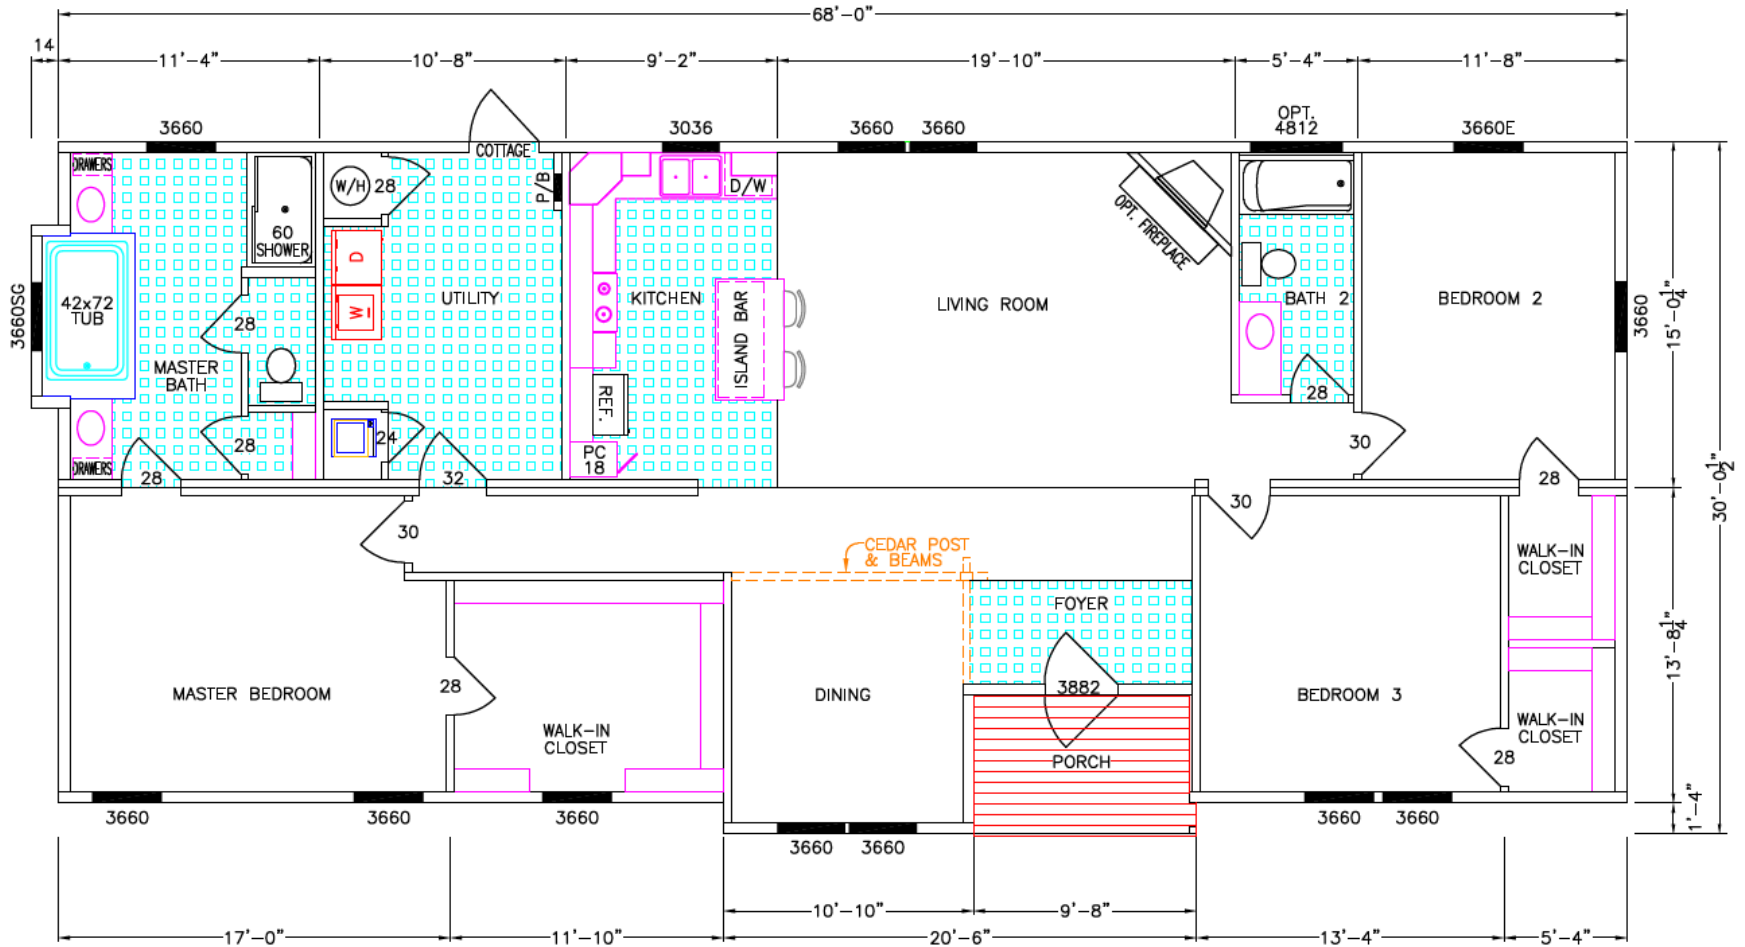 68'-0"
14
11'-4"
10'-8"
9'-2"
19'-10"
5'-4"
11'-8"
3660
COTTAGE
3036
3660
3660
OPT.
4812
3660E
DRAWERS
W/H
28
P/B
D/W
60
SHOWER
OPT. FIREPLACE
D
W
3660SG
42x72
TUB
28
UTILITY
KITCHEN
ISLAND BAR
LIVING ROOM
BATH 2
BEDROOM 2
3660
15'-0 1/4"
MASTER
BATH
REF.
28
28
24
30
PC
18
DRAWERS
28
32
28
30'-0 1/2"
30
30
CEDAR POST
& BEAMS
WALK-IN
CLOSET
FOYER
13'-8 1/4"
MASTER BEDROOM
28
3882
DINING
BEDROOM 3
WALK-IN
CLOSET
WALK-IN
CLOSET
28
PORCH
1'-4"
3660
3660
3660
3660
3660
3660
3660
10'-10"
9'-8"
17'-0"
11'-10"
20'-6"
13'-4"
5'-4"